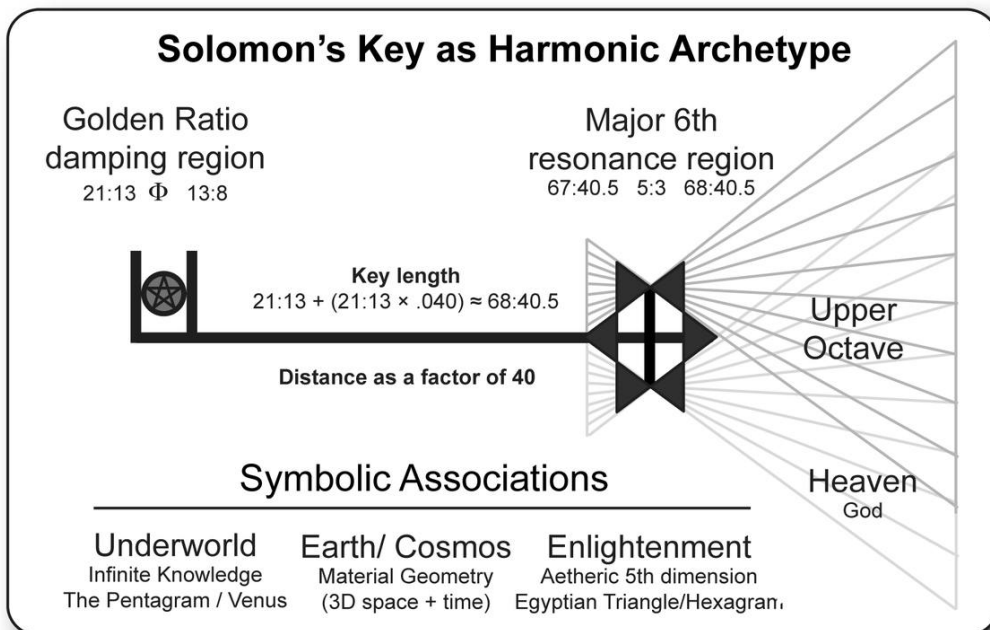 Solomon’s Key as Harmonic Archetype
Golden Ratio
damping region
21:13 Φ 13:8
Major 6th
resonance region
67:40.5 5:3 68:40.5
Key length
21:13 + (21:13 × .040) ≈ 68:40.5
Distance as a factor of 40
Upper
Octave
Heaven
God
Symbolic Associations
Underworld
Infinite Knowledge
The Pentagram / Venus
Earth/ Cosmos
Material Geometry
(3D space + time)
Enlightenment
Aetheric 5th dimension
Egyptian Triangle/Hexagram